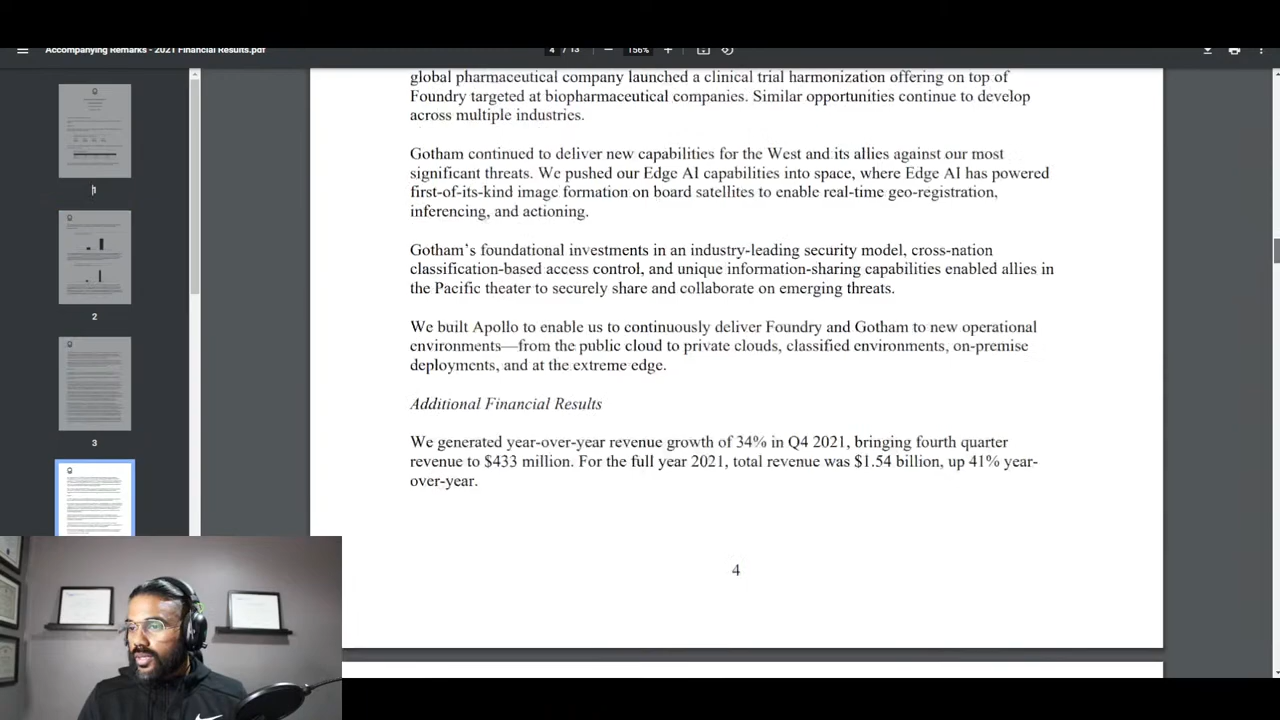 Accompanying Remarks - 2021 Financial Results.pdf
4 / 13
156%
global pharmaceutical company launched a clinical trial harmonization offering on top of
Foundry targeted at biopharmaceutical companies. Similar opportunities continue to develop
across multiple industries.
Gotham continued to deliver new capabilities for the West and its allies against our most
significant threats. We pushed our Edge AI capabilities into space, where Edge AI has powered
first-of-its-kind image formation on board satellites to enable real-time geo-registration,
inferencing, and actioning.
Gotham's foundational investments in an industry-leading security model, cross-nation
classification-based access control, and unique information-sharing capabilities enabled allies in
the Pacific theater to securely share and collaborate on emerging threats.
We built Apollo to enable us to continuously deliver Foundry and Gotham to new operational
environments—from the public cloud to private clouds, classified environments, on-premise
deployments, and at the extreme edge.
Additional Financial Results
We generated year-over-year revenue growth of 34% in Q4 2021, bringing fourth quarter
revenue to $433 million. For the full year 2021, total revenue was $1.54 billion, up 41% year-
over-year.
4
1
2
3